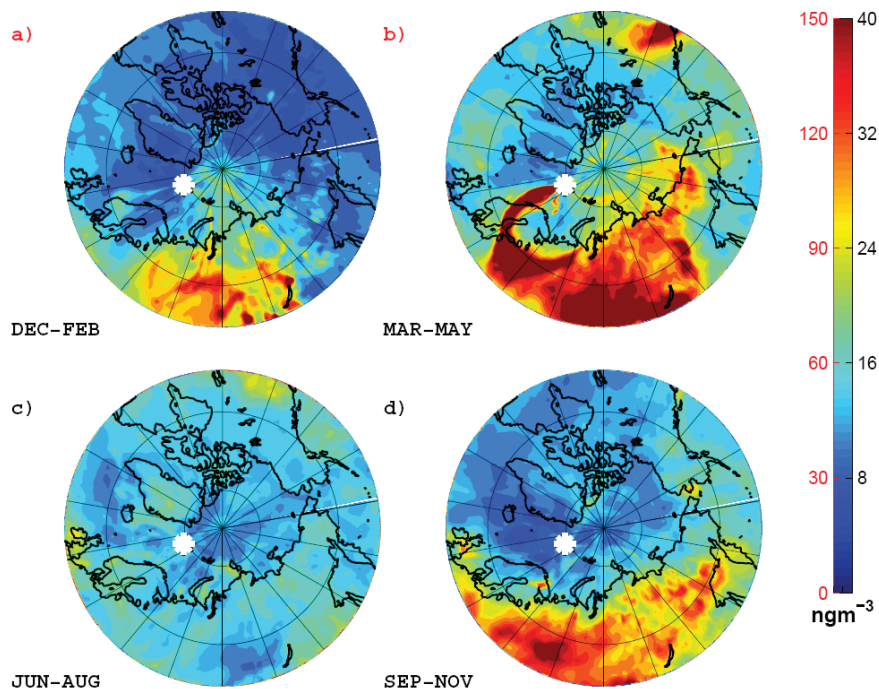 a)
b)
DEC-FEB
MAR-MAY
c)
d)
JUN-AUG
SEP-NOV
150 40
120 32
90 24
60 16
30 8
0 0
ngm⁻³